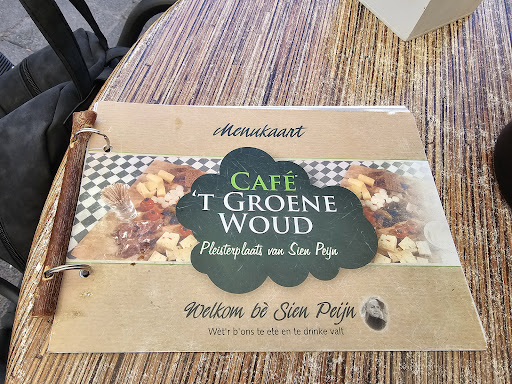 Menukaart
CAFÉ
'T GROENE
WOUD
Pleisterplaats van Sien Peijn
Welkom bè Sien Peijn
Wèt'r b'ons te ete en te drinke valt